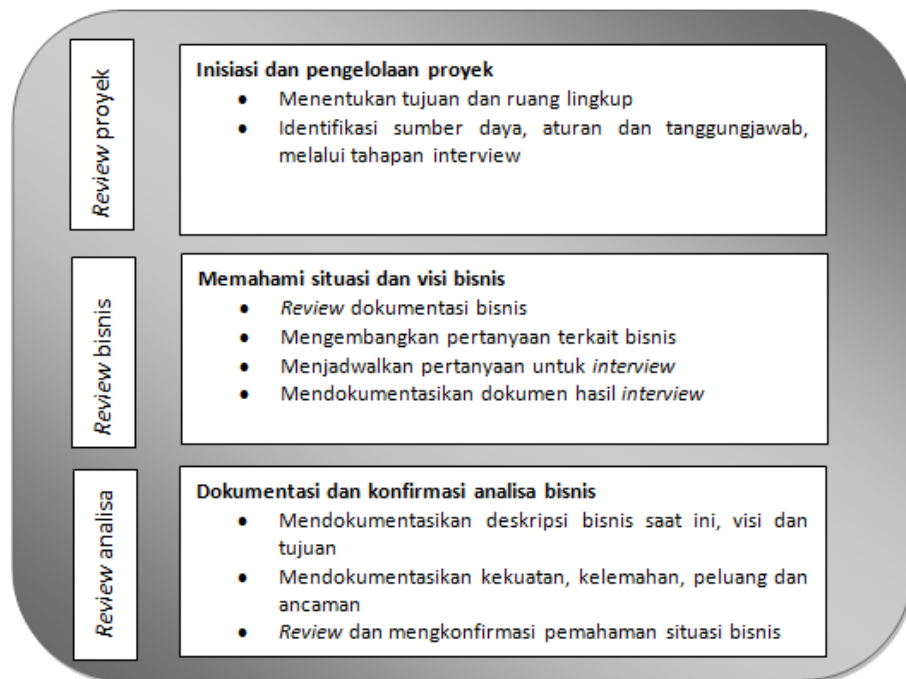 Review proyek
Inisiasi dan pengelolaan proyek
• Menentukan tujuan dan ruang lingkup
• Identifikasi sumber daya, aturan dan tanggungjawab,
melalui tahapan interview
Review bisnis
Memahami situasi dan visi bisnis
• Review dokumentasi bisnis
• Mengembangkan pertanyaan terkait bisnis
• Menjadwalkan pertanyaan untuk interview
• Mendokumentasikan dokumen hasil interview
Review analisa
Dokumentasi dan konfirmasi analisa bisnis
• Mendokumentasikan deskripsi bisnis saat ini, visi dan
tujuan
• Mendokumentasikan kekuatan, kelemahan, peluang dan
ancaman
• Review dan mengkonfirmasi pemahaman situasi bisnis